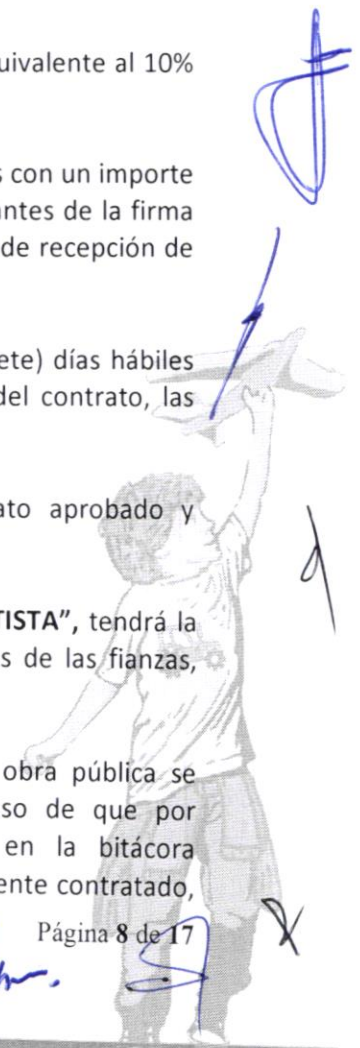 uivalente al 10%
s con un importe
antes de la firma
de recepción de
ete) días hábiles
del contrato, las
ato aprobado y
TISTA”, tendrá la
s de las fianzas,
obra pública se
so de que por
en la bitácora
ente contratado,
Página 8 de 17